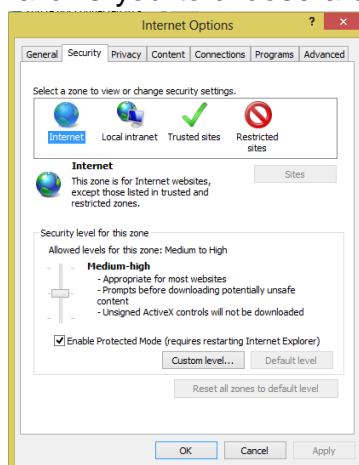 Internet Options
? ×
General Security Privacy Content Connections Programs Advanced
Select a zone to view or change security settings.
Internet Local intranet Trusted sites Restricted
sites
Internet
This zone is for Internet websites,
except those listed in trusted and
restricted zones.
Sites
Security level for this zone
Allowed levels for this zone: Medium to High
Medium-high
- Appropriate for most websites
- Prompts before downloading potentially unsafe
content
- Unsigned ActiveX controls will not be downloaded
Enable Protected Mode (requires restarting Internet Explorer)
Custom level... Default level
Reset all zones to default level
OK Cancel Apply